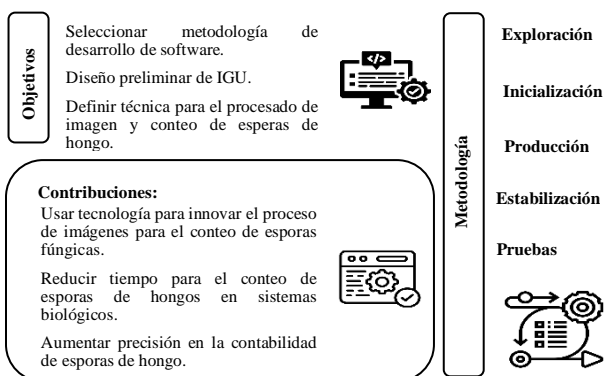 Objetivos
Seleccionar metodología de
desarrollo de software.
Diseño preliminar de IGU.
Definir técnica para el procesado de
imagen y conteo de esperas de
hongo.
Contribuciones:
Usar tecnología para innovar el proceso
de imágenes para el conteo de esporas
fúngicas.
Reducir tiempo para el conteo de
esporas de hongos en sistemas
biológicos.
Aumentar precisión en la contabilidad
de esporas de hongo.
Metodología
Exploración
Inicialización
Producción
Estabilización
Pruebas